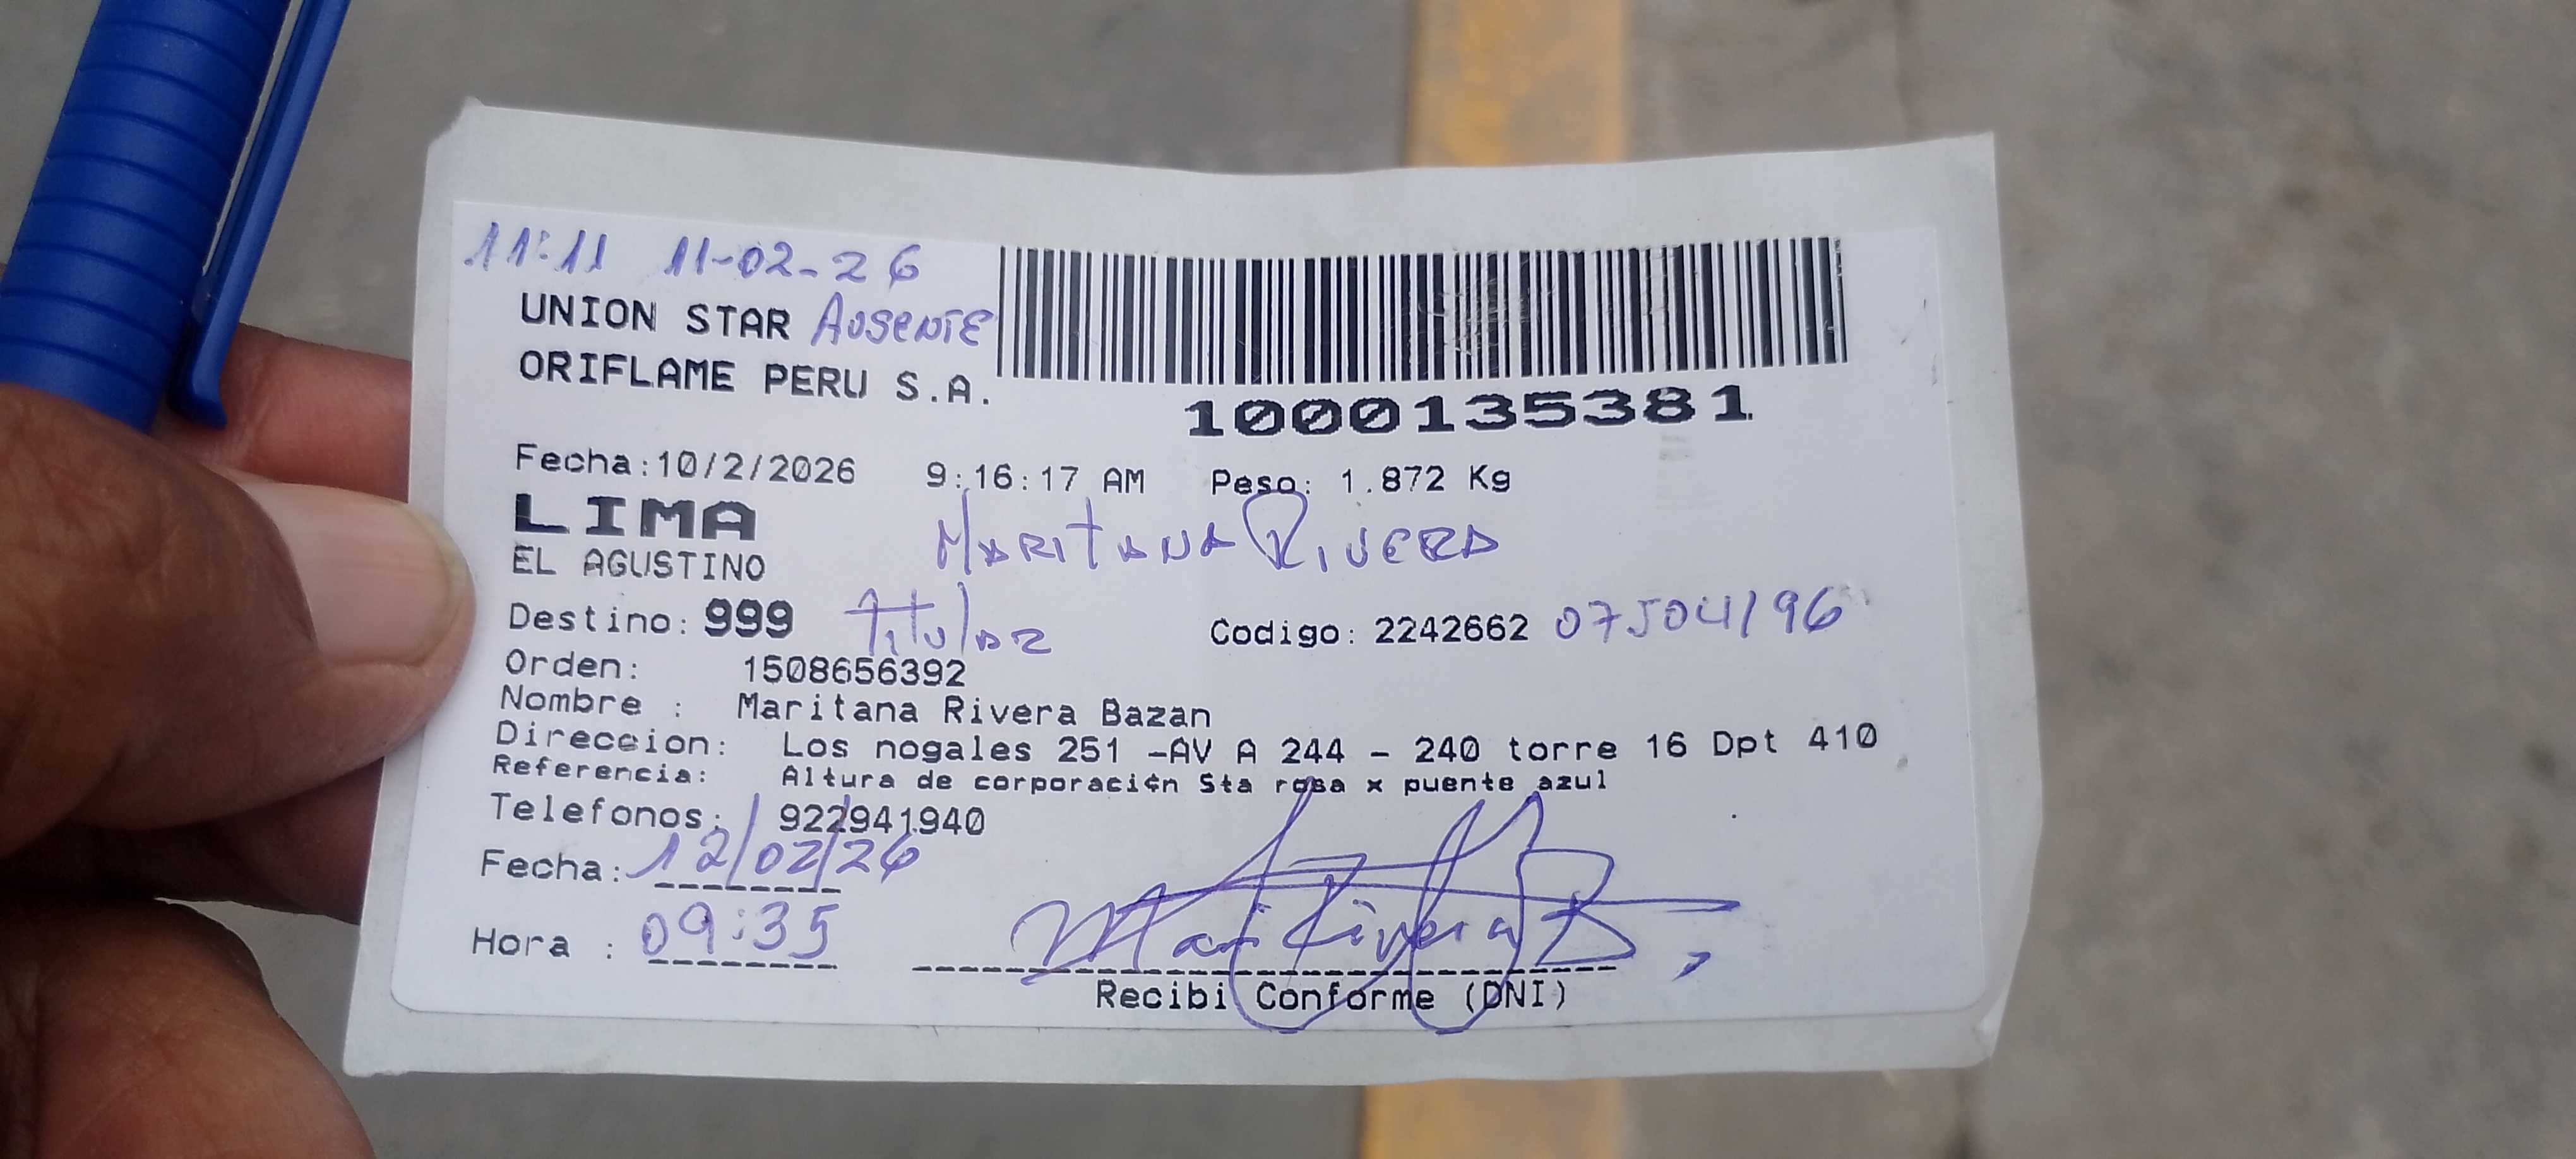 11:11 11-02-26
UNION STAR Ausente
ORIFLAME PERU S.A.
1000135381
Fecha:10/2/2026 9:16:17 AM Peso: 1.872 Kg
LIMA
EL AGUSTINO
MARITANA RIVERA
Destino: 999 Titular
Codigo: 2242662
Orden: 1508656392
Nombre : Maritana Rivera Bazan
Direccion: Los nogales 251 -AV A 244 - 240 torre 16 Dpt 410
Referencia: Altura de corporaci¢n Sta rosa x puente azul
Telefonos: 922941940
Fecha: 12/02/26
Hora : 09:35
Recibi Conforme (DNI)